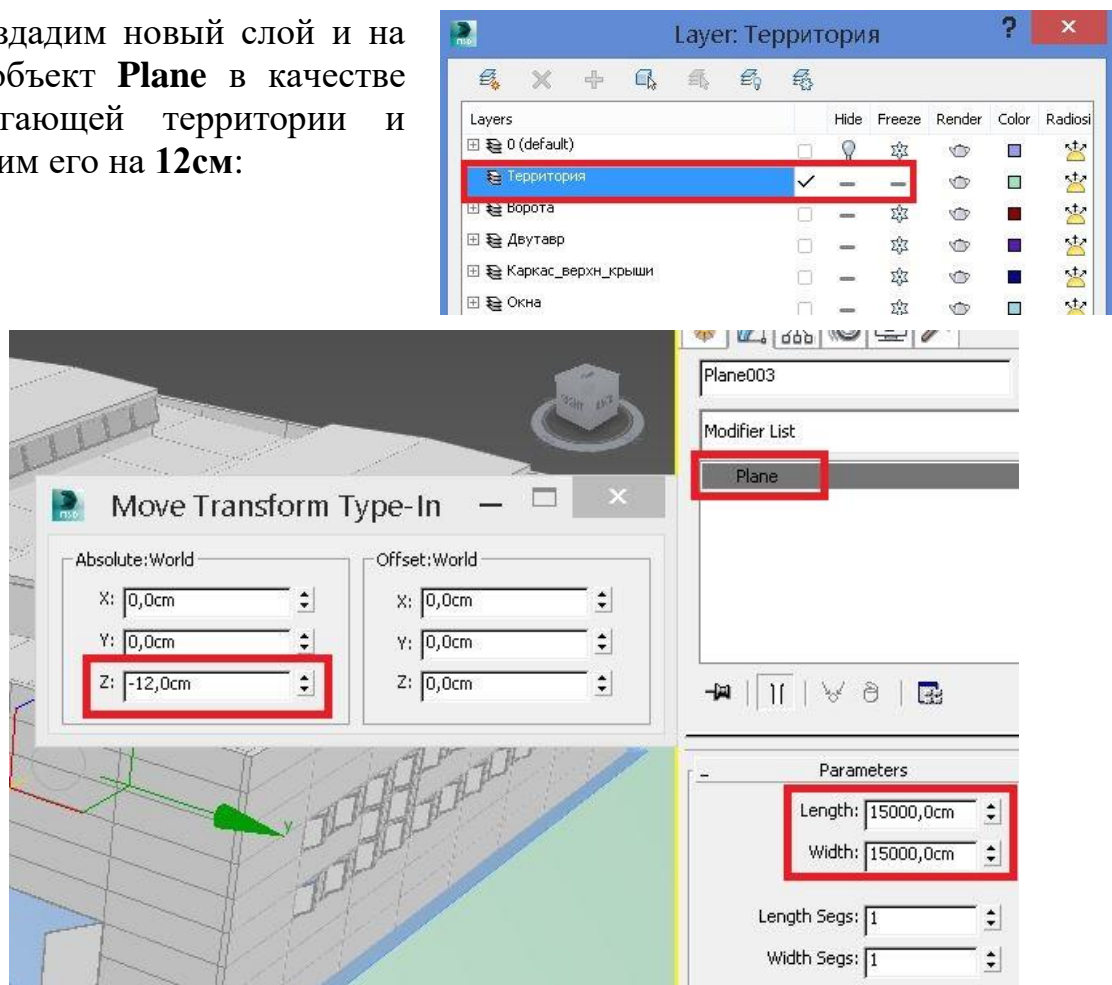 вдадим новый слой и на
объект Plane в качестве
гающей территории и
им его на 12см:
Layer: Территория
?
Layers Hide Freeze Render Color Radiosi
0 (default)
Территория
Ворота
Двутавр
Каркас_верхн_крыши
Окна
Plane003
Modifier List
Plane
Move Transform Type-In
Absolute:World Offset:World
X: 0,0cm X: 0,0cm
Y: 0,0cm Y: 0,0cm
Z: -12,0cm Z: 0,0cm
y
Parameters
Length: 15000,0cm
Width: 15000,0cm
Length Segs: 1
Width Segs: 1